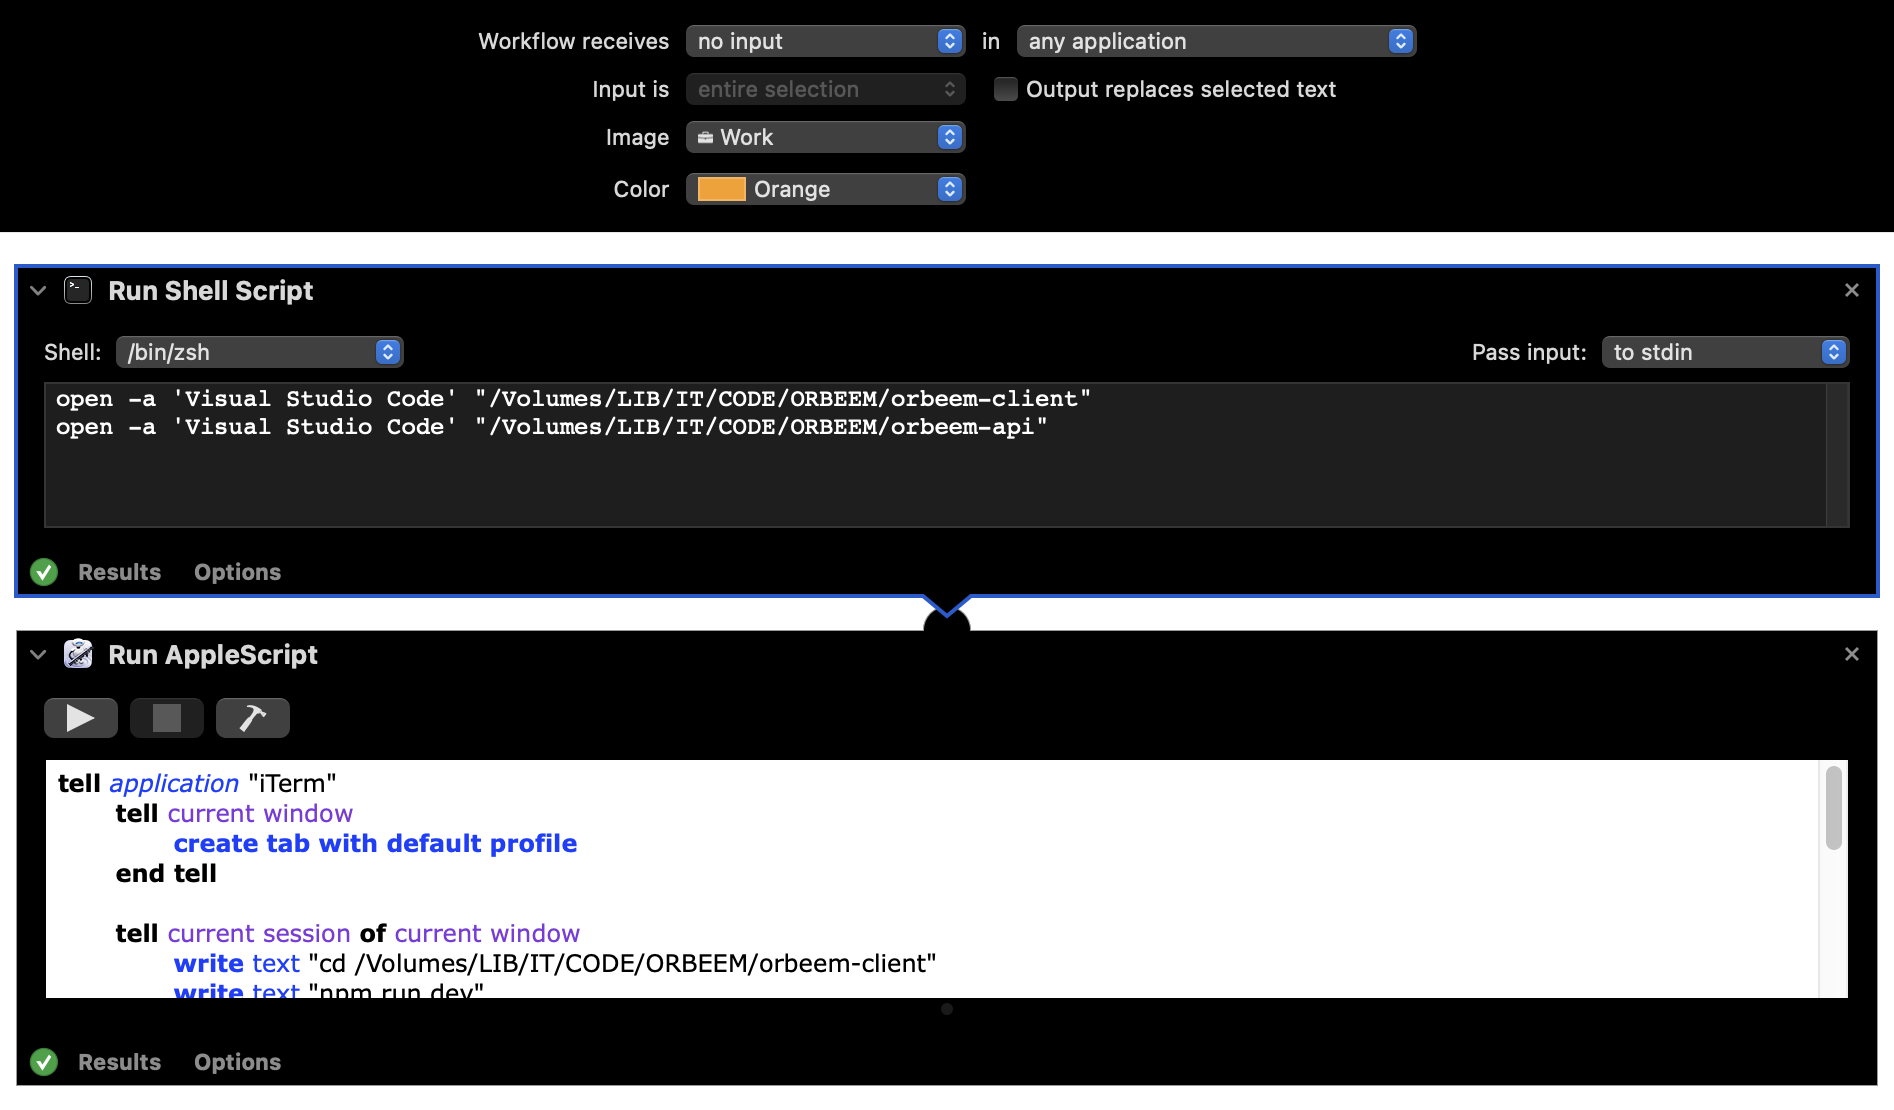 Workflow receives no input in any application
Input is entire selection Output replaces selected text
Image Work
Color Orange
Run Shell Script
Shell: /bin/zsh Pass input: to stdin
open -a 'Visual Studio Code' "/Volumes/LIB/IT/CODE/ORBEEM/orbeem-client"
open -a 'Visual Studio Code' "/Volumes/LIB/IT/CODE/ORBEEM/orbeem-api"
Results Options
Run AppleScript
tell application "iTerm"
tell current window
create tab with default profile
end tell
tell current session of current window
write text "cd /Volumes/LIB/IT/CODE/ORBEEM/orbeem-client"
write text "npm run dev"
Results Options